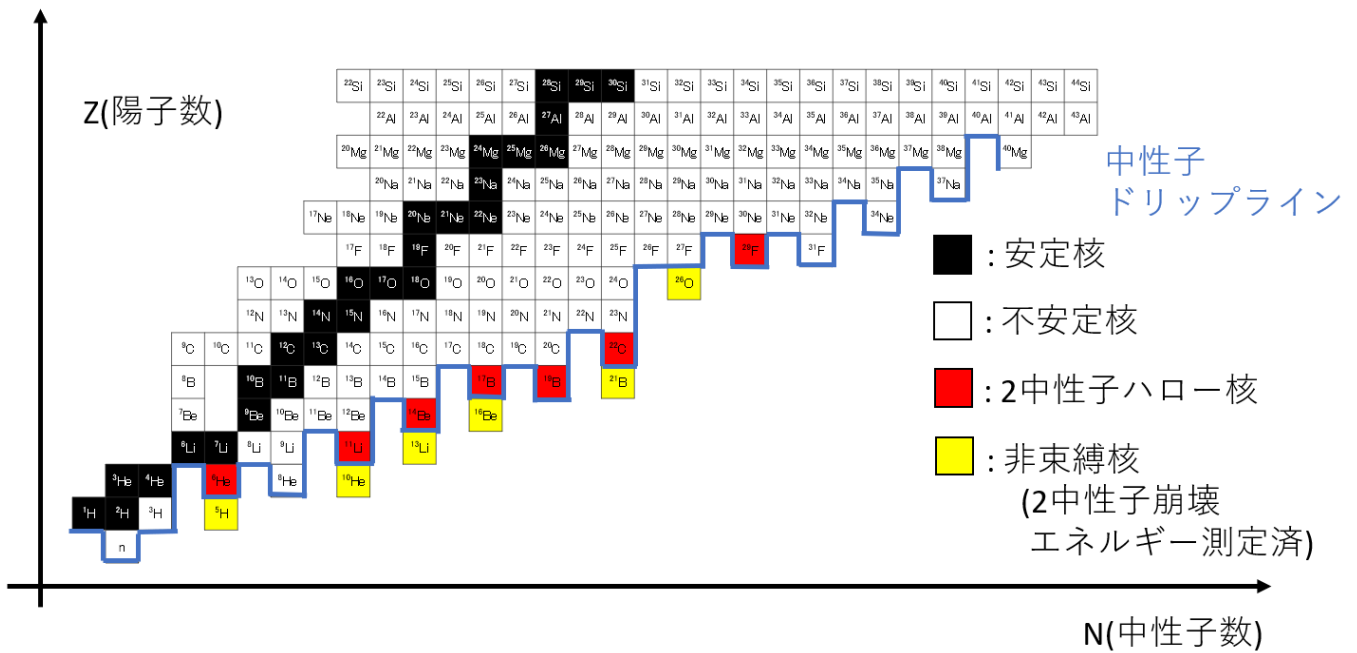 Z(陽子数)
²²Si ²³Si ²⁴Si ²⁵Si ²⁶Si ²⁷Si ²⁸Si ²⁹Si ³⁰Si ³¹Si ³²Si ³³Si ³⁴Si ³⁵Si ³⁶Si ³⁷Si ³⁸Si ³⁹Si ⁴⁰Si ⁴¹Si ⁴²Si ⁴³Si ⁴⁴Si
²²Al ²³Al ²⁴Al ²⁵Al ²⁶Al ²⁷Al ²⁸Al ²⁹Al ³⁰Al ³¹Al ³²Al ³³Al ³⁴Al ³⁵Al ³⁶Al ³⁷Al ³⁸Al ³⁹Al ⁴⁰Al ⁴¹Al ⁴²Al ⁴³Al
²⁰Mg ²¹Mg ²²Mg ²³Mg ²⁴Mg ²⁵Mg ²⁶Mg ²⁷Mg ²⁸Mg ²⁹Mg ³⁰Mg ³¹Mg ³²Mg ³³Mg ³⁴Mg ³⁵Mg ³⁶Mg ³⁷Mg ³⁸Mg ⁴⁰Mg
²⁰Na ²¹Na ²²Na ²³Na ²⁴Na ²⁵Na ²⁶Na ²⁷Na ²⁸Na ²⁹Na ³⁰Na ³¹Na ³²Na ³³Na ³⁴Na ³⁵Na ³⁷Na
¹⁷Ne ¹⁸Ne ¹⁹Ne ²⁰Ne ²¹Ne ²²Ne ²³Ne ²⁴Ne ²⁵Ne ²⁶Ne ²⁷Ne ²⁸Ne ²⁹Ne ³⁰Ne ³¹Ne ³²Ne ³⁴Ne
¹⁷F ¹⁸F ¹⁹F ²⁰F ²¹F ²²F ²³F ²⁴F ²⁵F ²⁶F ²⁷F ²⁹F ³¹F
¹³O ¹⁴O ¹⁵O ¹⁶O ¹⁷O ¹⁸O ¹⁹O ²⁰O ²¹O ²²O ²³O ²⁴O ²⁶O
¹²N ¹³N ¹⁴N ¹⁵N ¹⁶N ¹⁷N ¹⁸N ¹⁹N ²⁰N ²¹N ²²N ²³N
⁹C ¹⁰C ¹¹C ¹²C ¹³C ¹⁴C ¹⁵C ¹⁶C ¹⁷C ¹⁸C ¹⁹C ²⁰C ²²C
⁸B ¹⁰B ¹¹B ¹²B ¹³B ¹⁴B ¹⁵B ¹⁷B ¹⁹B ²¹B
⁷Be ⁹Be ¹⁰Be ¹¹Be ¹²Be ¹⁴Be ¹⁶Be
⁶Li ⁷Li ⁸Li ⁹Li ¹¹Li ¹³Li
³He ⁴He ⁶He ⁸He ¹⁰He
¹H ²H ³H ⁵H
n
中性子
ドリップライン
: 安定核
: 不安定核
: 2中性子ハロー核
: 非束縛核
(2中性子崩壊
エネルギー測定済)
N(中性子数)